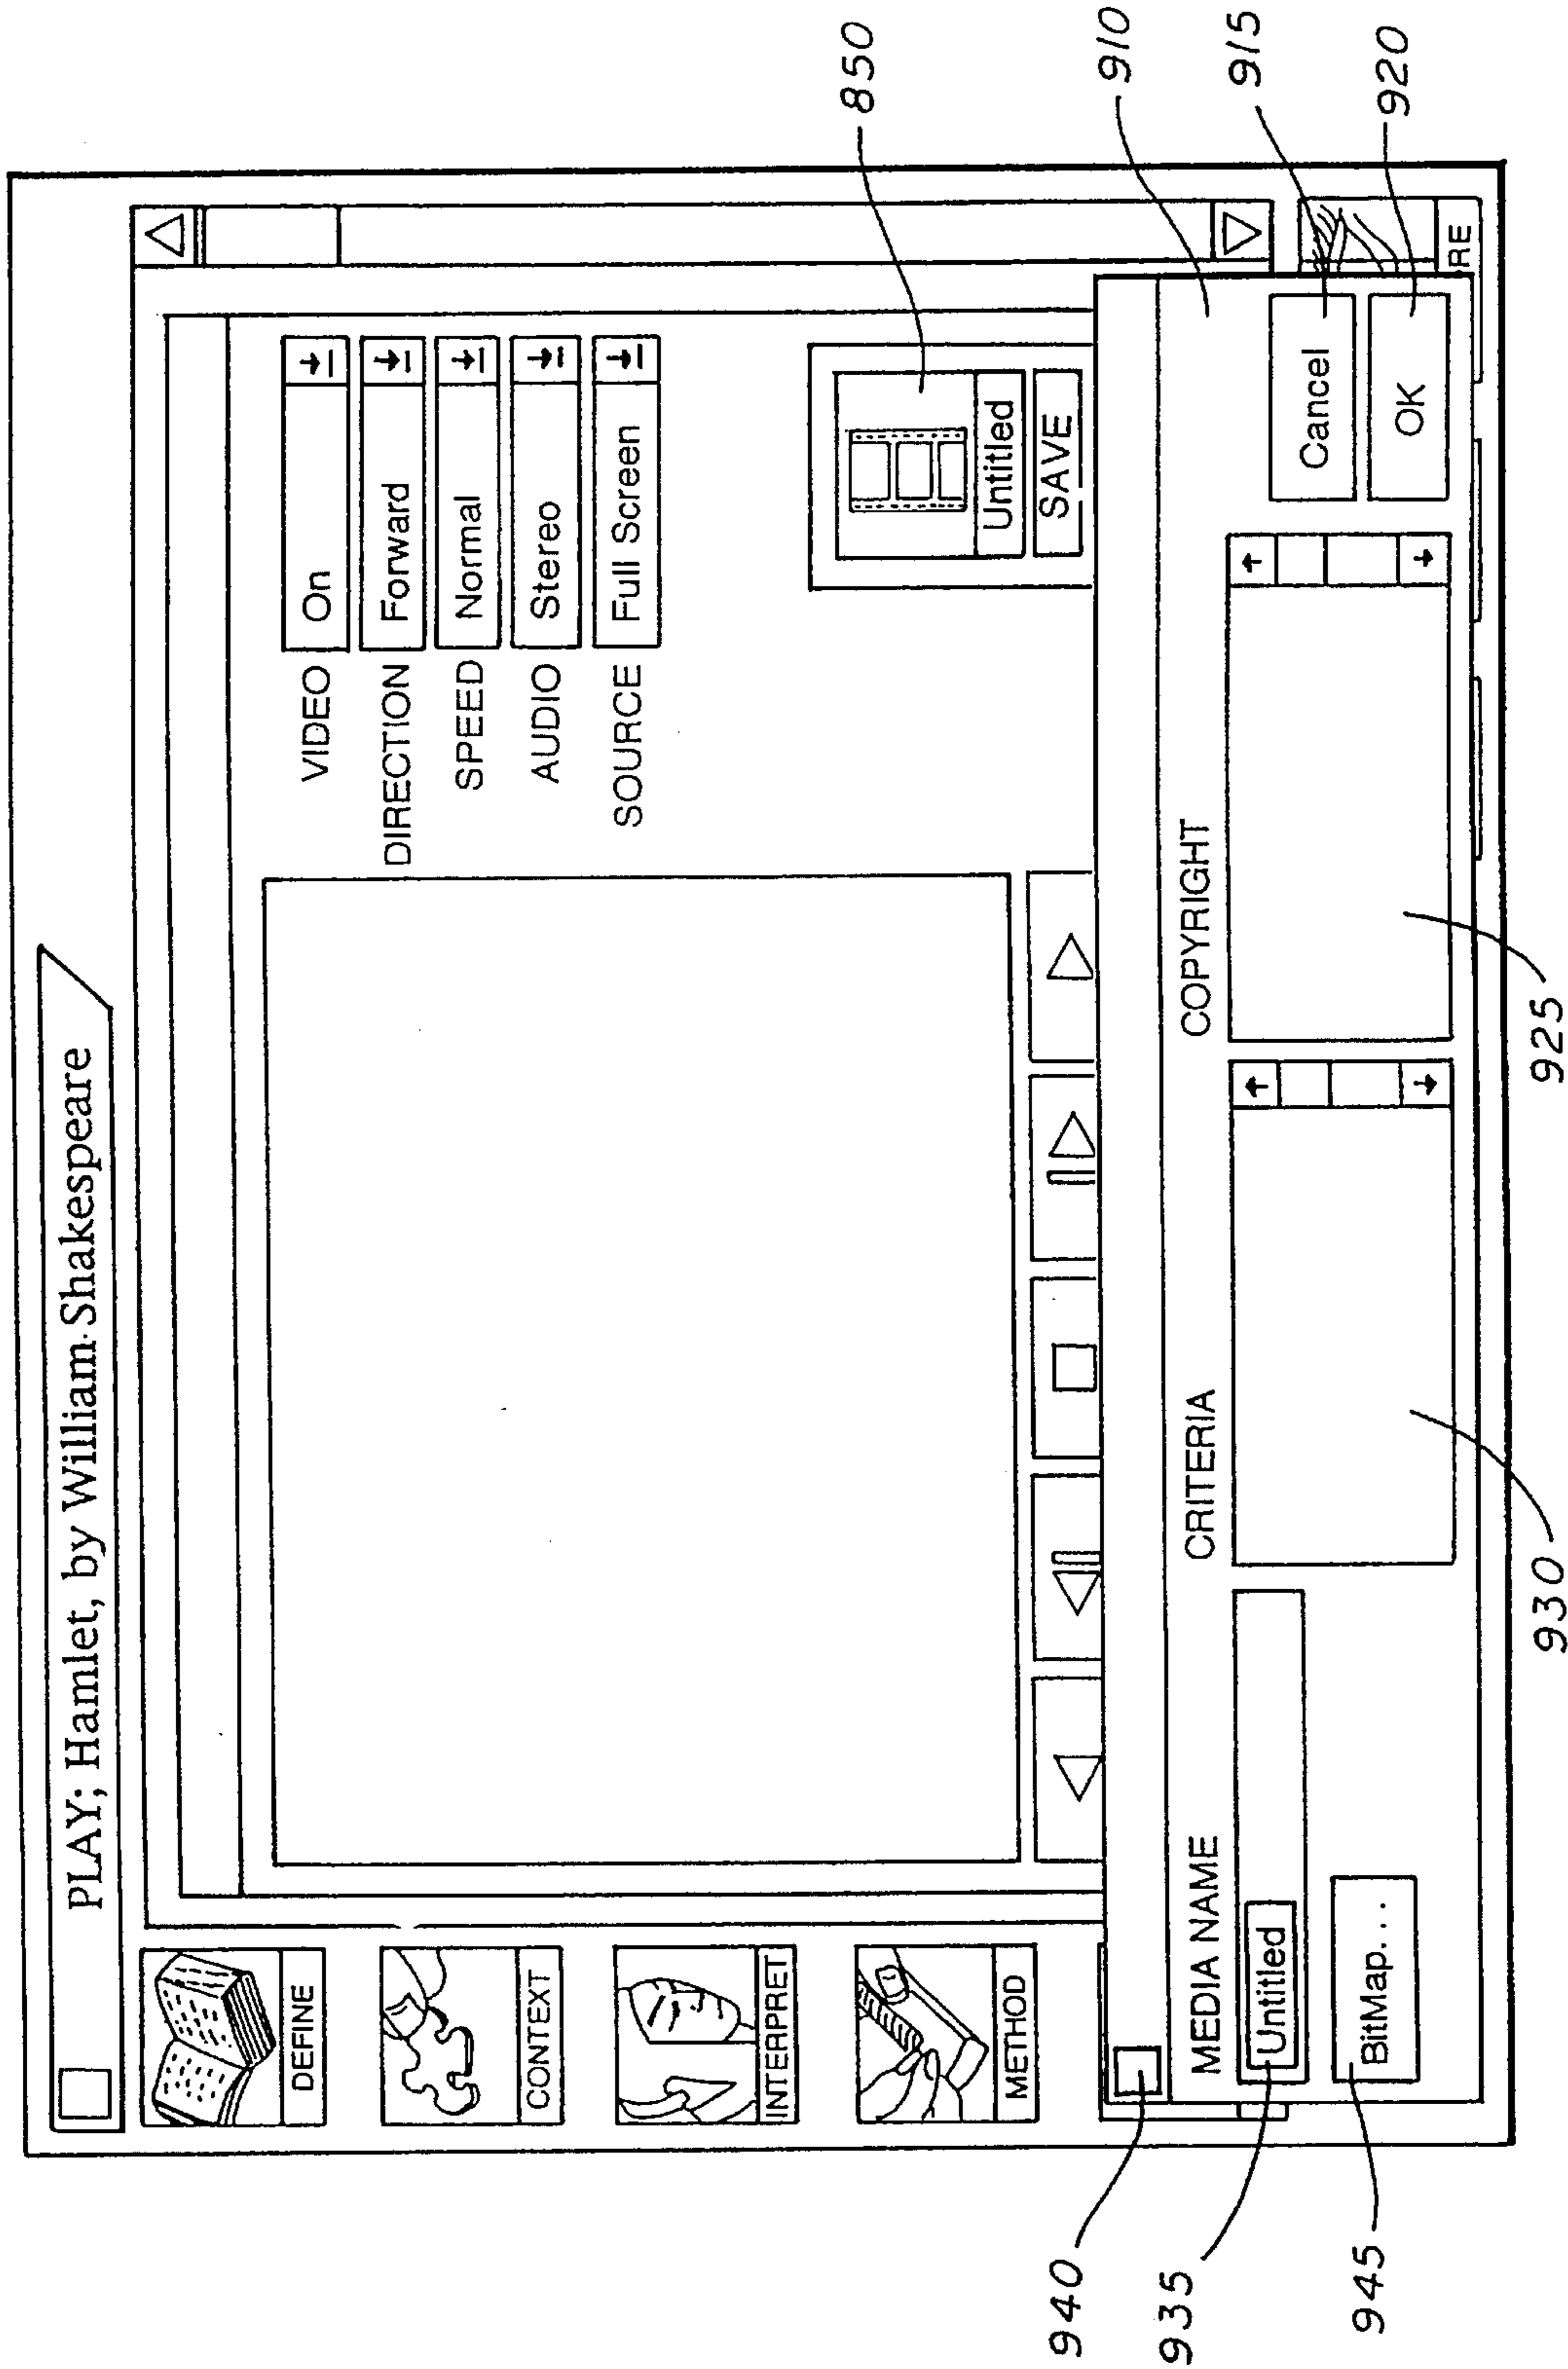 PLAY; Hamlet, by William Shakespeare
DEFINE
CONTEXT
INTERPRET
METHOD
VIDEO On
DIRECTION Forward
SPEED Normal
AUDIO Stereo
SOURCE Full Screen
Untitled
SAVE
850
RE
910
MEDIA NAME
CRITERIA
COPYRIGHT
Untitled
BitMap...
Cancel
OK
915
920
940
935
945
930
925